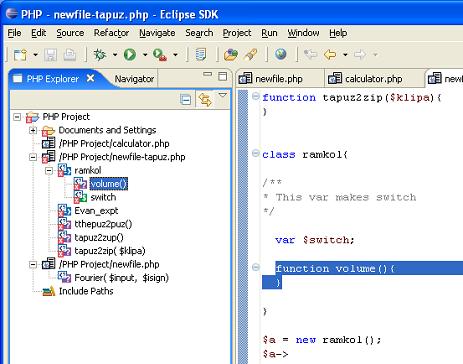 PHP - newfile-tapuz.php - Eclipse SDK
File Edit Source Refactor Navigate Search Project Run Window Help
PHP Explorer Navigator
newfile.php calculator.php
PHP Project
Documents and Settings
/PHP Project/calculator.php
/PHP Project/newfile-tapuz.php
ramkol
volume()
switch
Evan_expt
tthepuz2puz()
tapuz2zup()
tapuz2zip( $klipa)
/PHP Project/newfile.php
Fourier( $input, $isign)
Include Paths
function tapuz2zip($klipa){
}
class ramkol{
/**
* This var makes switch
*/
var $switch;
function volume(){
}
}
$a = new ramkol();
$a->